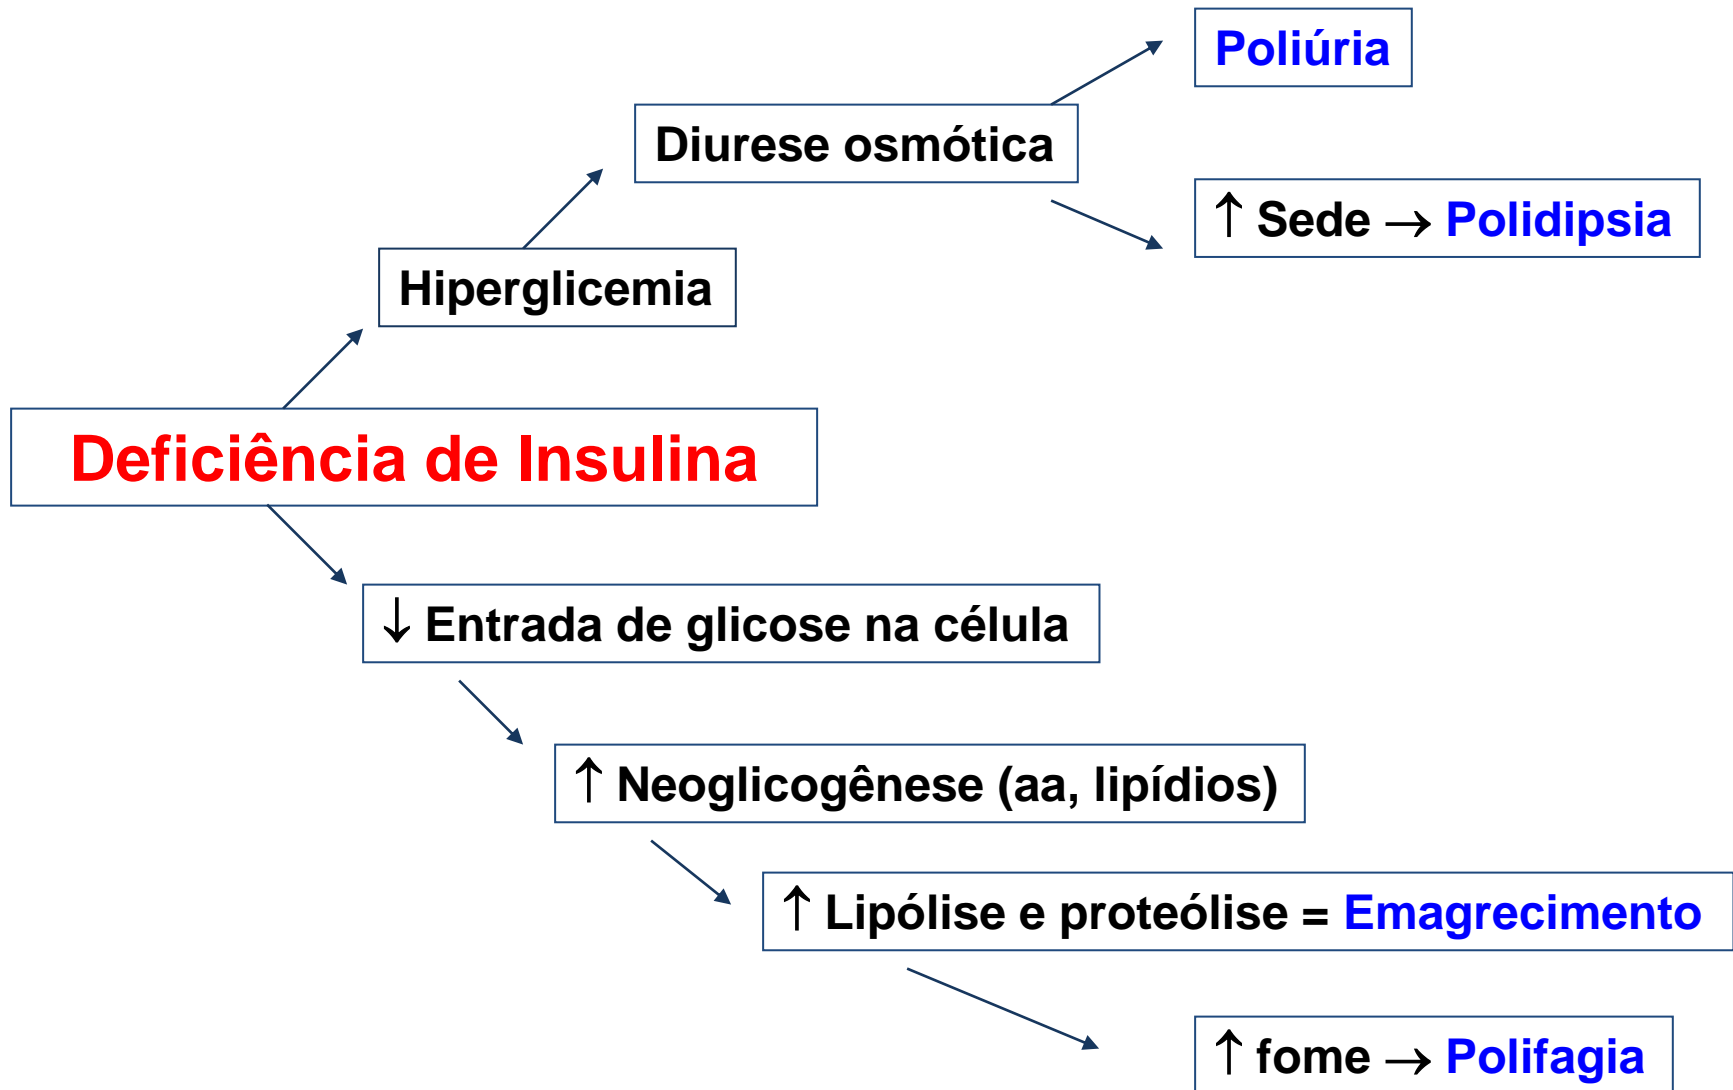 Poliúria
Diurese osmótica
↑ Sede → Polidipsia
Hiperglicemia
Deficiência de Insulina
↓ Entrada de glicose na célula
↑ Neoglicogênese (aa, lipídios)
↑ Lipólise e proteólise = Emagrecimento
↑ fome → Polifagia